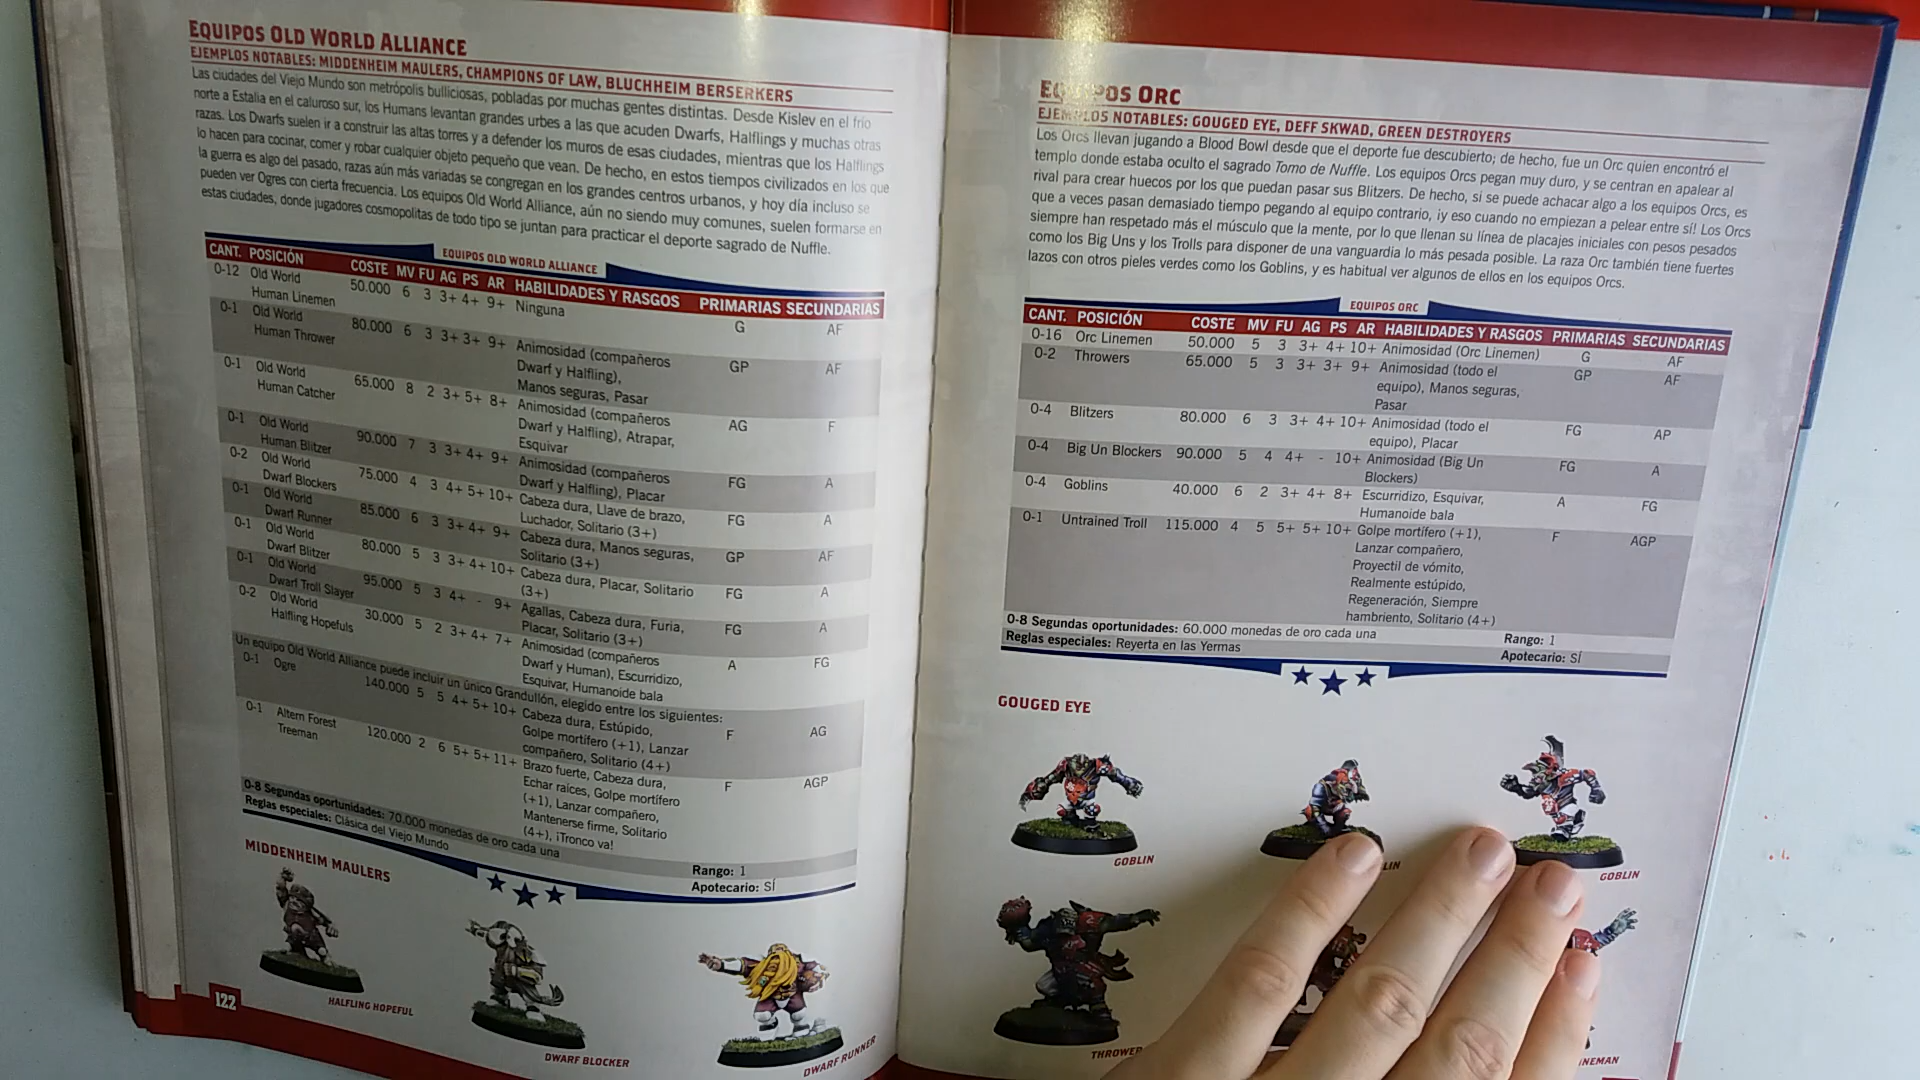 EQUIPOS OLD WORLD ALLIANCE
EJEMPLOS NOTABLES: MIDDENHEIM MAULERS, CHAMPIONS OF LAW, BLUCHHEIM BERSERKERS
Las ciudades del Viejo Mundo son metrópolis bulliciosas, pobladas por muchas gentes distintas. Desde Kislev en el frío
norte a Estalia en el caluroso sur, los Humans levantan grandes urbes a las que acuden Dwarfs, Halflings y muchas otras
razas. Los Dwarfs suelen ir a construir las altas torres y a defender los muros de esas ciudades, mientras que los Halflings
lo hacen para cocinar, comer y robar cualquier objeto pequeño que vean. De hecho, en estos tiempos civilizados en los que
la guerra es algo del pasado, razas aún más variadas se congregan en los grandes centros urbanos, y hoy día incluso se
pueden ver Ogres con cierta frecuencia. Los equipos Old World Alliance, aún no siendo muy comunes, suelen formarse en
estas ciudades, donde jugadores cosmopolitas de todo tipo se juntan para practicar el deporte sagrado de Nuffle.
EQUIPOS OLD WORLD ALLIANCE
CANT. POSICIÓN COSTE MV FU AG PS AR HABILIDADES Y RASGOS PRIMARIAS SECUNDARIAS
0-12 Old World 50.000 6 3 3+ 4+ 9+ Ninguna G AF
Human Linemen
0-1 Old World 80.000 6 3 3+ 3+ 9+ Animosidad (compañeros GP AF
Human Thrower Dwarf y Halfling),
Manos seguras, Pasar
0-1 Old World 65.000 8 2 3+ 5+ 8+ Animosidad (compañeros AG F
Human Catcher Dwarf y Halfling), Atrapar,
Esquivar
0-1 Old World 90.000 7 3 3+ 4+ 9+ Animosidad (compañeros FG A
Human Blitzer Dwarf y Halfling), Placar
0-2 Old World 75.000 4 3 4+ 5+ 10+ Cabeza dura, Llave de brazo, FG A
Dwarf Blockers Luchador, Solitario (3+)
0-1 Old World 85.000 6 3 3+ 4+ 9+ Cabeza dura, Manos seguras, GP AF
Dwarf Runner Solitario (3+)
0-1 Old World 80.000 5 3 3+ 4+ 10+ Cabeza dura, Placar, Solitario FG A
Dwarf Blitzer (3+)
0-1 Old World 95.000 5 3 4+ - 9+ Agallas, Cabeza dura, Furia, FG A
Dwarf Troll Slayer Placar, Solitario (3+)
0-2 Old World 30.000 5 2 3+ 4+ 7+ Animosidad (compañeros A FG
Halfling Hopefuls Dwarf y Human), Escurridizo,
Esquivar, Humanoide bala
Un equipo Old World Alliance puede incluir un único Grandullón, elegido entre los siguientes:
0-1 Ogre 140.000 5 5 4+ 5+ 10+ Cabeza dura, Estúpido, F AG
Golpe mortífero (+1), Lanzar
compañero, Solitario (4+)
0-1 Altern Forest 120.000 2 6 5+ 5+ 11+ Brazo fuerte, Cabeza dura, F AGP
Treeman Echar raíces, Golpe mortífero
(+1), Lanzar compañero,
Mantenerse firme, Solitario
(4+), ¡Tronco va!
0-8 Segundas oportunidades: 70.000 monedas de oro cada una Rango: 1
Reglas especiales: Clásica del Viejo Mundo Apotecario: SÍ
MIDDENHEIM MAULERS
HALFLING HOPEFUL
DWARF BLOCKER
DWARF RUNNER
122
EQUIPOS ORC
EJEMPLOS NOTABLES: GOUGED EYE, DEFF SKWAD, GREEN DESTROYERS
Los Orcs llevan jugando a Blood Bowl desde que el deporte fue descubierto; de hecho, fue un Orc quien encontró el
templo donde estaba oculto el sagrado Tomo de Nuffle. Los equipos Orcs pegan muy duro, y se centran en apalear al
rival para crear huecos por los que puedan pasar sus Blitzers. De hecho, si se puede achacar algo a los equipos Orcs, es
que a veces pasan demasiado tiempo pegando al equipo contrario, ¡y eso cuando no empiezan a pelear entre sí! Los Orcs
siempre han respetado más el músculo que la mente, por lo que llenan su línea de placajes iniciales con pesos pesados
como los Big Uns y los Trolls para disponer de una vanguardia lo más pesada posible. La raza Orc también tiene fuertes
lazos con otros pieles verdes como los Goblins, y es habitual ver algunos de ellos en los equipos Orcs.
EQUIPOS ORC
CANT. POSICIÓN COSTE MV FU AG PS AR HABILIDADES Y RASGOS PRIMARIAS SECUNDARIAS
0-16 Orc Linemen 50.000 5 3 3+ 4+ 10+ Animosidad (Orc Linemen) G AF
0-2 Throwers 65.000 5 3 3+ 3+ 9+ Animosidad (todo el GP AF
equipo), Manos seguras,
Pasar
0-4 Blitzers 80.000 6 3 3+ 4+ 10+ Animosidad (todo el FG AP
equipo), Placar
0-4 Big Un Blockers 90.000 5 4 4+ - 10+ Animosidad (Big Un FG A
Blockers)
0-4 Goblins 40.000 6 2 3+ 4+ 8+ Escurridizo, Esquivar, A FG
Humanoide bala
0-1 Untrained Troll 115.000 4 5 5+ 5+ 10+ Golpe mortífero (+1), F AGP
Lanzar compañero,
Proyectil de vómito,
Realmente estúpido,
Regeneración, Siempre
hambriento, Solitario (4+)
0-8 Segundas oportunidades: 60.000 monedas de oro cada una Rango: 1
Reglas especiales: Reyerta en las Yermas Apotecario: SÍ
GOUGED EYE
GOBLIN
GOBLIN
THROWER